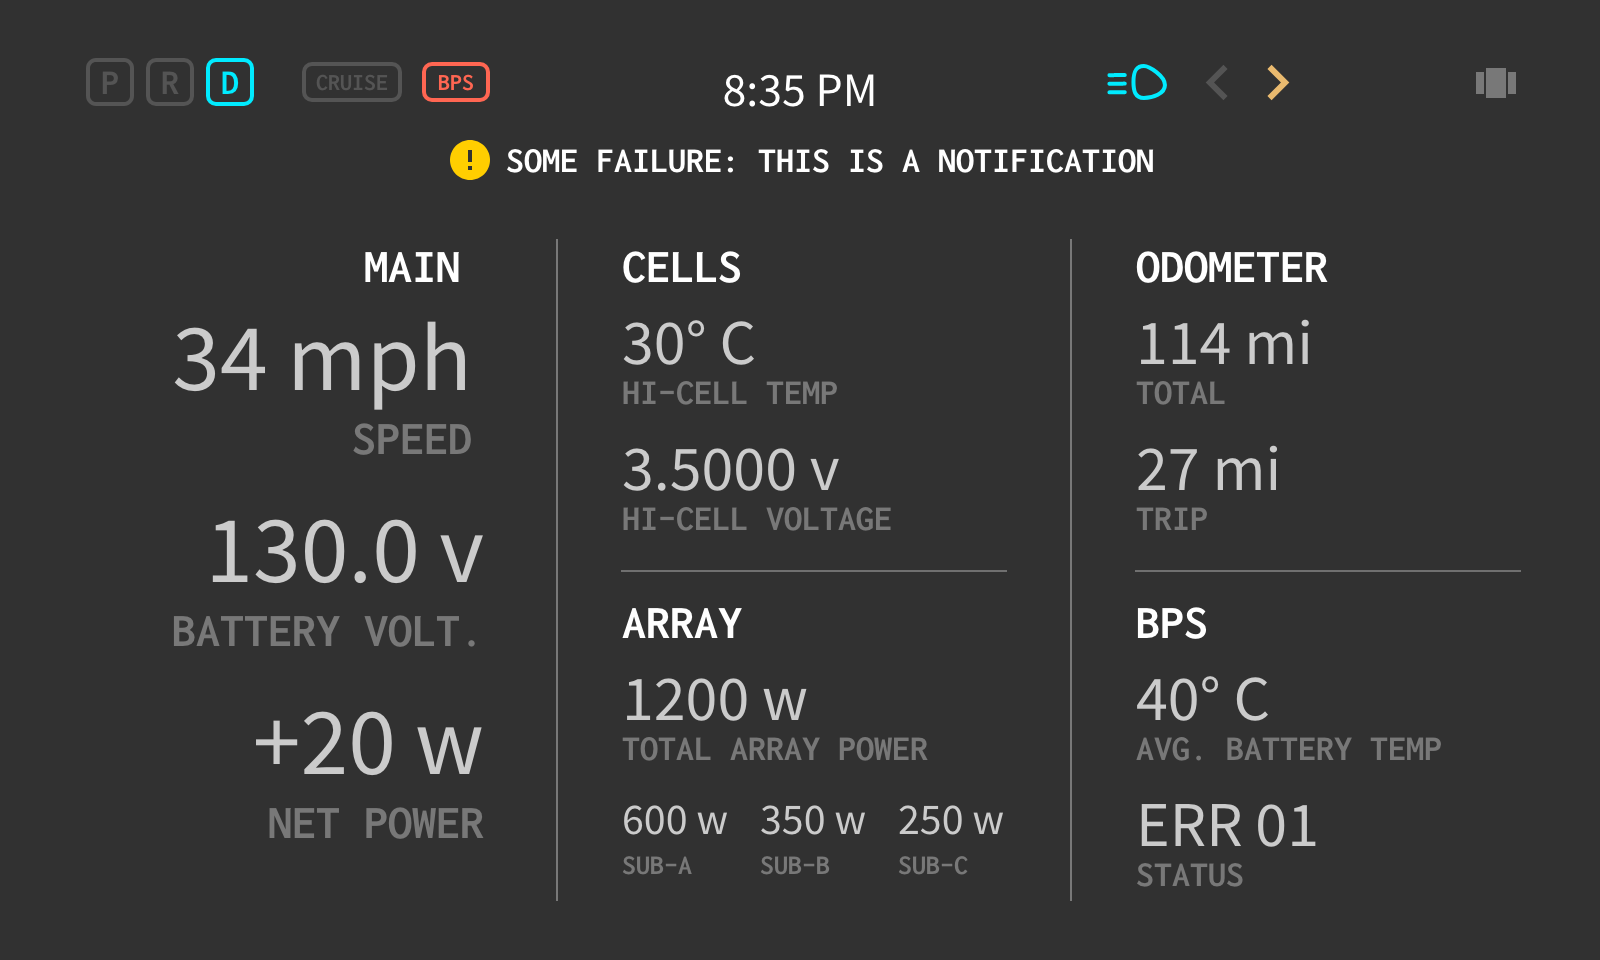 P R D CRUISE BPS 8:35 PM
! SOME FAILURE: THIS IS A NOTIFICATION
MAIN
34 mph
SPEED
130.0 v
BATTERY VOLT.
+20 w
NET POWER
CELLS
30° C
HI-CELL TEMP
3.5000 v
HI-CELL VOLTAGE
ARRAY
1200 w
TOTAL ARRAY POWER
600 w 350 w 250 w
SUB-A SUB-B SUB-C
ODOMETER
114 mi
TOTAL
27 mi
TRIP
BPS
40° C
AVG. BATTERY TEMP
ERR 01
STATUS